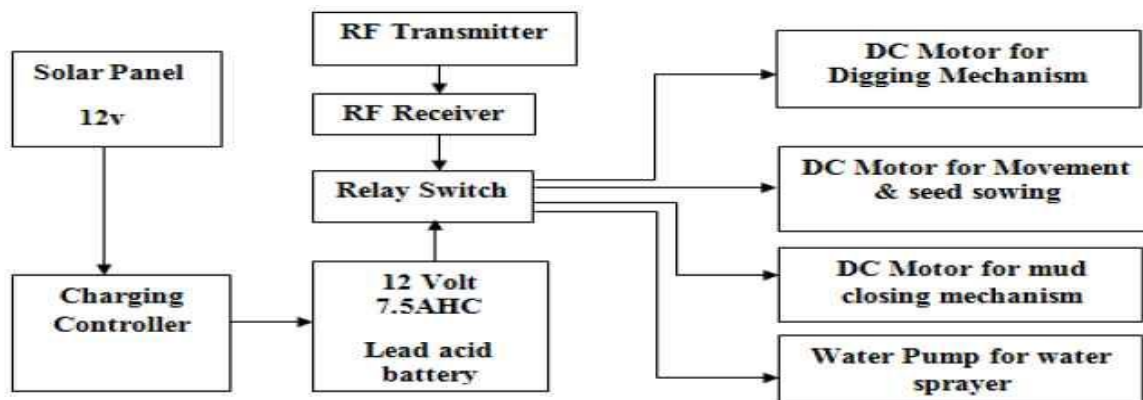 Solar Panel
12v
Charging
Controller
RF Transmitter
RF Receiver
Relay Switch
12 Volt
7.5AHC
Lead acid
battery
DC Motor for
Digging Mechanism
DC Motor for Movement
& seed sowing
DC Motor for mud
closing mechanism
Water Pump for water
sprayer